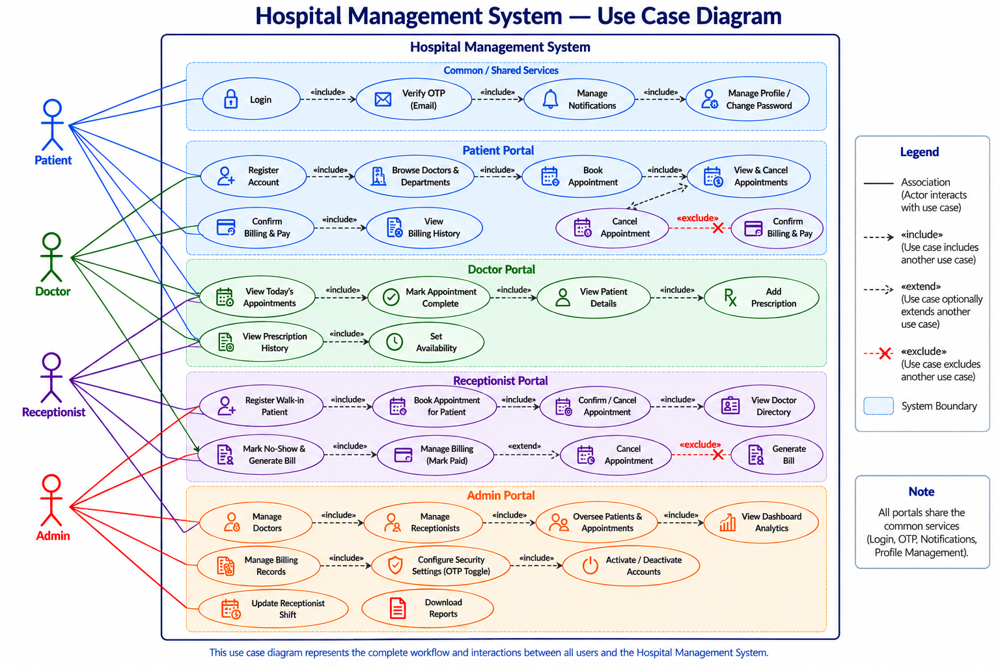 Hospital Management System — Use Case Diagram
Hospital Management System
Common / Shared Services
Login
«include»
Verify OTP
(Email)
«include»
Manage
Notifications
«include»
Manage Profile /
Change Password
Patient
Patient Portal
Register
Account
«include»
Browse Doctors &
Departments
«include»
Book
Appointment
«include»
View & Cancel
Appointments
Confirm
Billing & Pay
«include»
View
Billing History
Cancel
Appointment
«exclude»
Confirm
Billing & Pay
Doctor
Doctor Portal
View Today's
Appointments
«include»
Mark Appointment
Complete
«include»
View Patient
Details
«include»
Rx
Add
Prescription
View Prescription
History
«include»
Set
Availability
Receptionist
Receptionist Portal
Register Walk-in
Patient
«include»
Book Appointment
for Patient
«include»
Confirm / Cancel
Appointment
«include»
View Doctor
Directory
Mark No-Show &
Generate Bill
«include»
Manage Billing
(Mark Paid)
«extend»
Cancel
Appointment
«exclude»
Generate
Bill
Admin
Admin Portal
Manage
Doctors
«include»
Manage
Receptionists
«include»
Oversee Patients &
Appointments
«include»
View Dashboard
Analytics
Manage Billing
Records
«include»
Configure Security
Settings (OTP Toggle)
«include»
Activate / Deactivate
Accounts
Update Receptionist
Shift
Download
Reports
Legend
Association
(Actor interacts
with use case)
«include»
(Use case includes
another use case)
«extend»
(Use case optionally
extends another
use case)
«exclude»
(Use case excludes
another use case)
System Boundary
Note
All portals share the
common services
(Login, OTP, Notifications,
Profile Management).
This use case diagram represents the complete workflow and interactions between all users and the Hospital Management System.